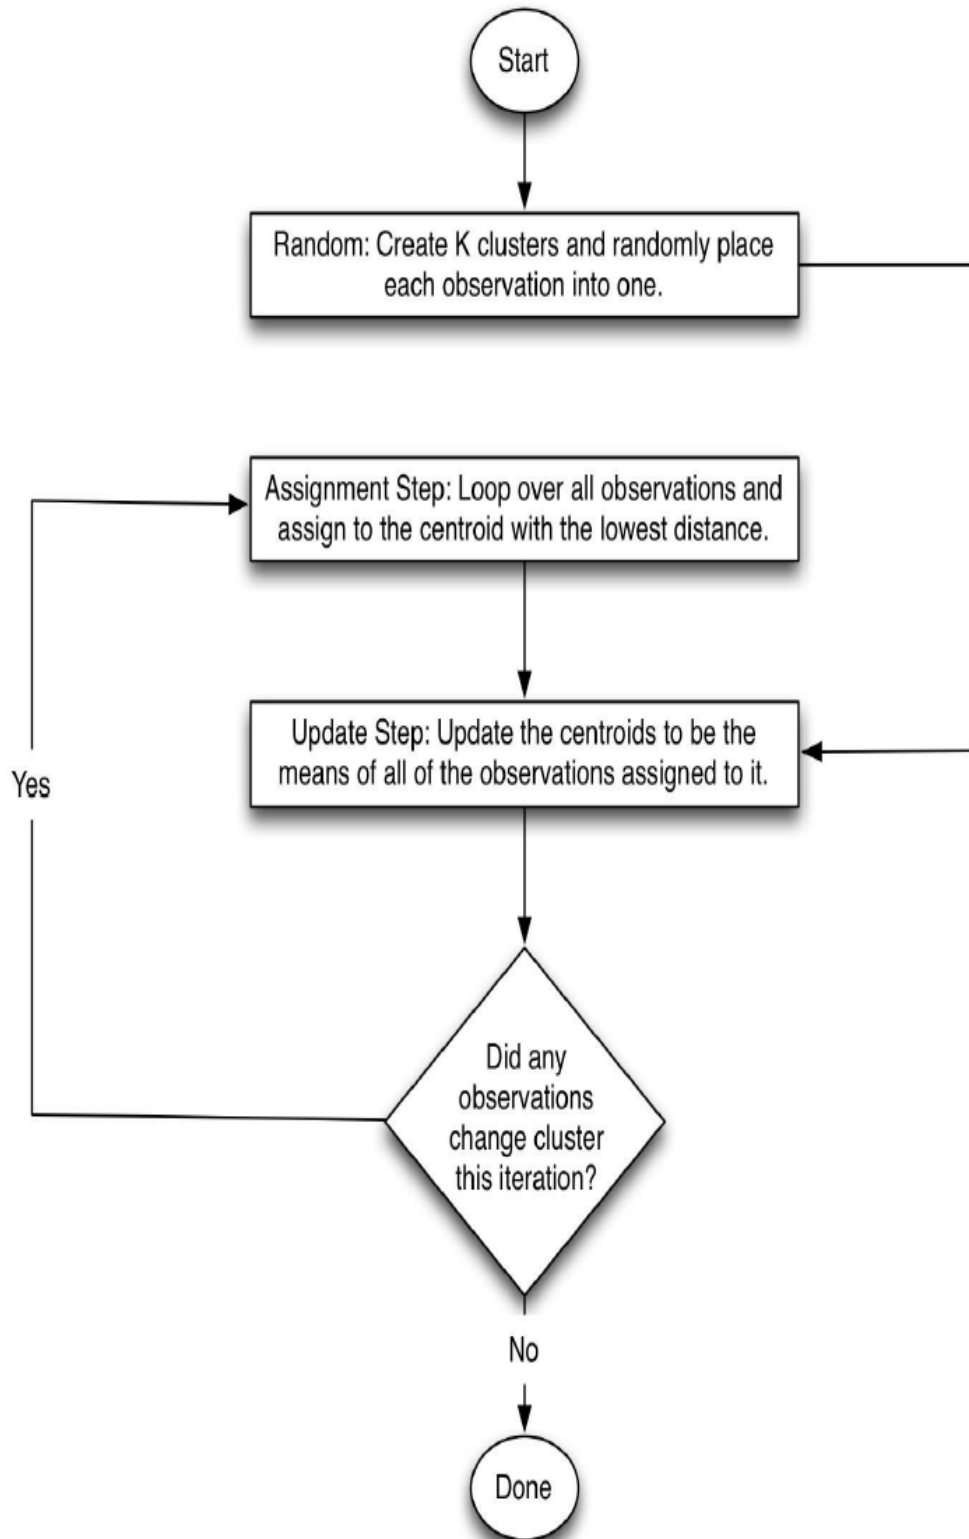 Start
Random: Create K clusters and randomly place
each observation into one.
Assignment Step: Loop over all observations and
assign to the centroid with the lowest distance.
Update Step: Update the centroids to be the
means of all of the observations assigned to it.
Yes
Did any
observations
change cluster
this iteration?
No
Done